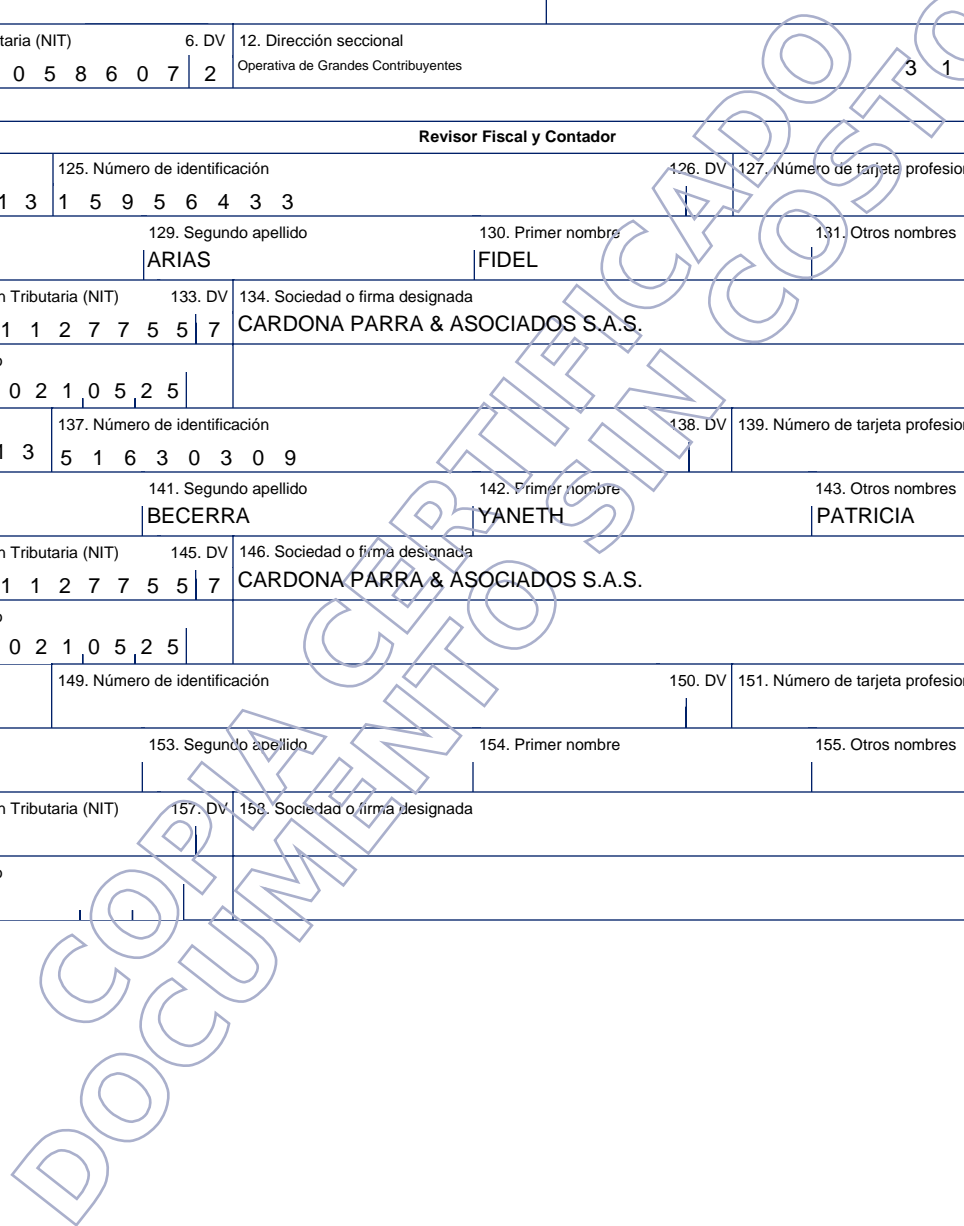 taria (NIT) 6. DV 12. Dirección seccional
0 5 8 6 0 7 2 Operativa de Grandes Contribuyentes 3 1
Revisor Fiscal y Contador
125. Número de identificación 126. DV 127. Número de tarjeta profesion
1 3 1 5 9 5 6 4 3 3
129. Segundo apellido 130. Primer nombre 131. Otros nombres
ARIAS FIDEL
n Tributaria (NIT) 133. DV 134. Sociedad o firma designada
1 1 2 7 7 5 5 7 CARDONA PARRA & ASOCIADOS S.A.S.
o
0 2 1 0 5 2 5
137. Número de identificación 138. DV 139. Número de tarjeta profesion
1 3 5 1 6 3 0 3 0 9
141. Segundo apellido 142. Primer nombre 143. Otros nombres
BECERRA YANETH PATRICIA
n Tributaria (NIT) 145. DV 146. Sociedad o firma designada
1 1 2 7 7 5 5 7 CARDONA PARRA & ASOCIADOS S.A.S.
o
0 2 1 0 5 2 5
149. Número de identificación 150. DV 151. Número de tarjeta profesion
153. Segundo apellido 154. Primer nombre 155. Otros nombres
n Tributaria (NIT) 157. DV 158. Sociedad o firma designada
o
COPIA CERTIFICADO
DOCUMENTO SIN COSTO